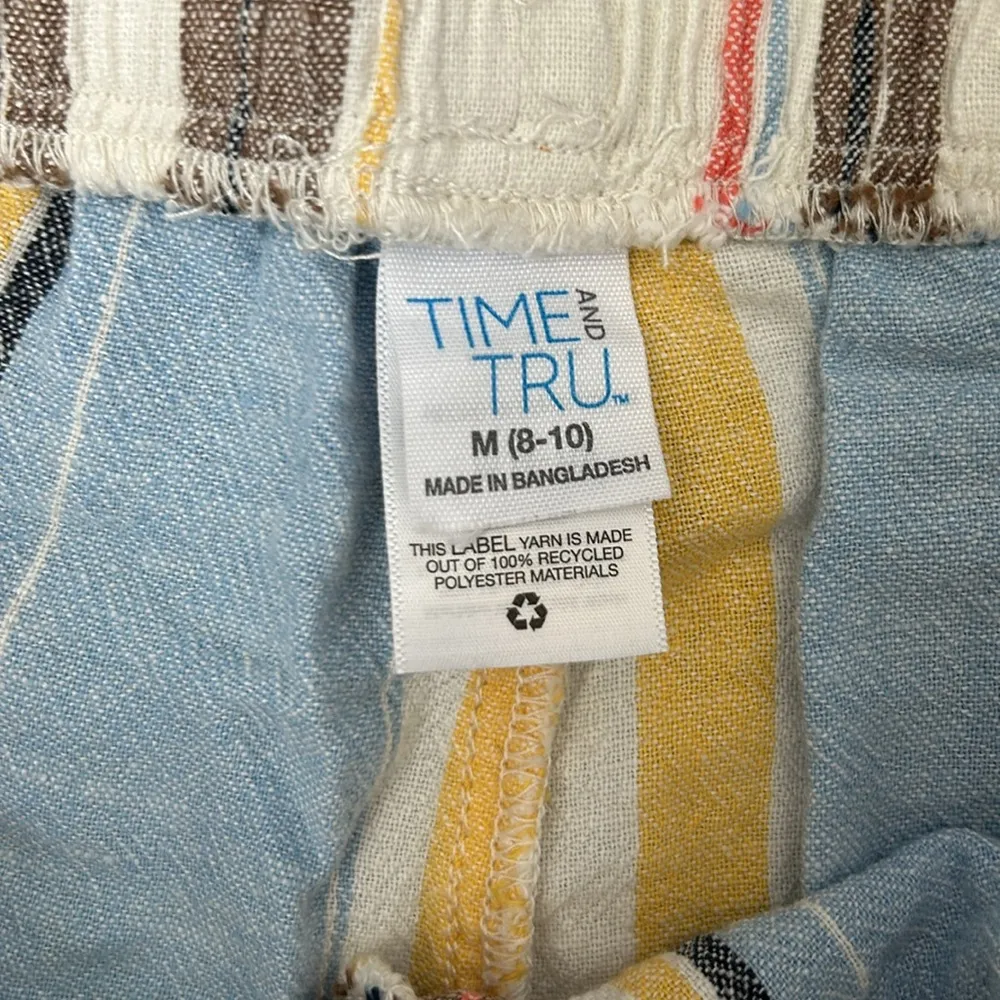 TIME AND
TRU™
M (8-10)
MADE IN BANGLADESH
THIS LABEL YARN IS MADE
OUT OF 100% RECYCLED
POLYESTER MATERIALS